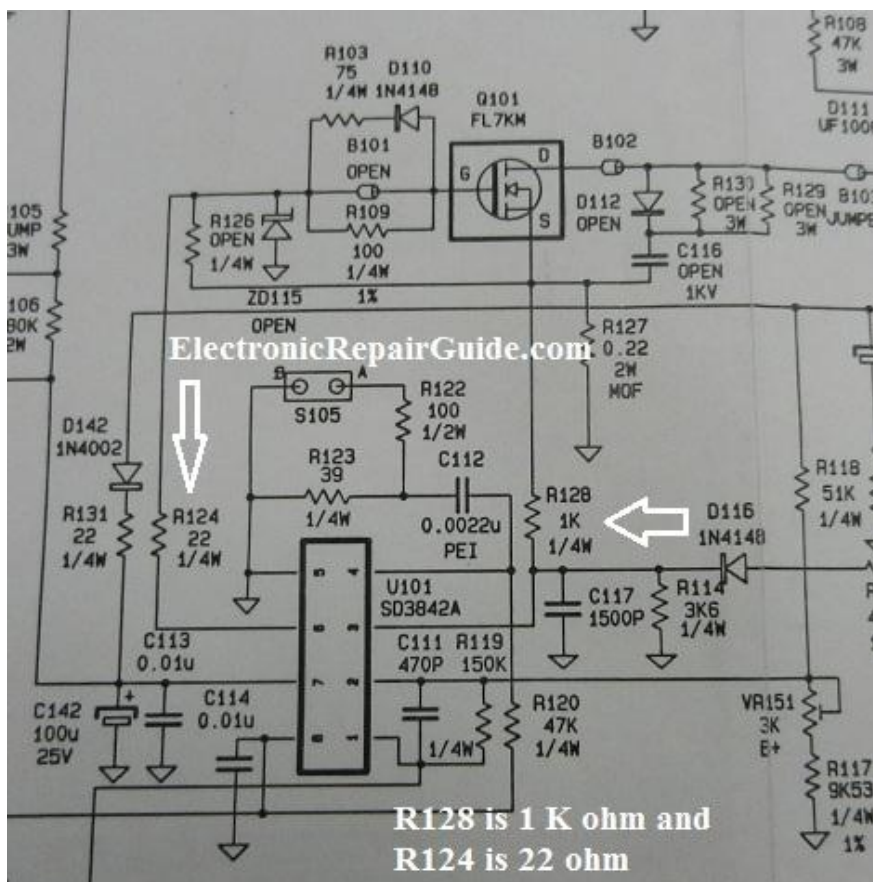 R108
47K
3W
D111
R103
75
1/4W
D110
1N4148
Q101
FL7KM
B101
OPEN
B102
G
D
S
R109
100
1/4W
1%
R126
OPEN
1/4W
ZD115
OPEN
D112
OPEN
R130
OPEN
3W
R129
OPEN
3W
C116
OPEN
1KV
105
3W
106
R127
0.22
2W
MOF
ElectronicRepairGuide.com
B
A
S105
R122
100
1/2W
D142
1N4002
R123
39
1/4W
C112
0.0022u
PEI
R131
22
1/4W
R124
22
1/4W
R128
1K
1/4W
D116
1N4148
R118
51K
1/4W
5
4
6
3
7
2
8
1
U101
SD3842A
C117
1500P
R114
3K6
1/4W
C113
0.01u
C111
470P
R119
150K
1/4W
C142
100u
25V
+
C114
0.01u
R120
47K
1/4W
VR151
3K
R117
9K53
1/4W
1%
R128 is 1 K ohm and
R124 is 22 ohm